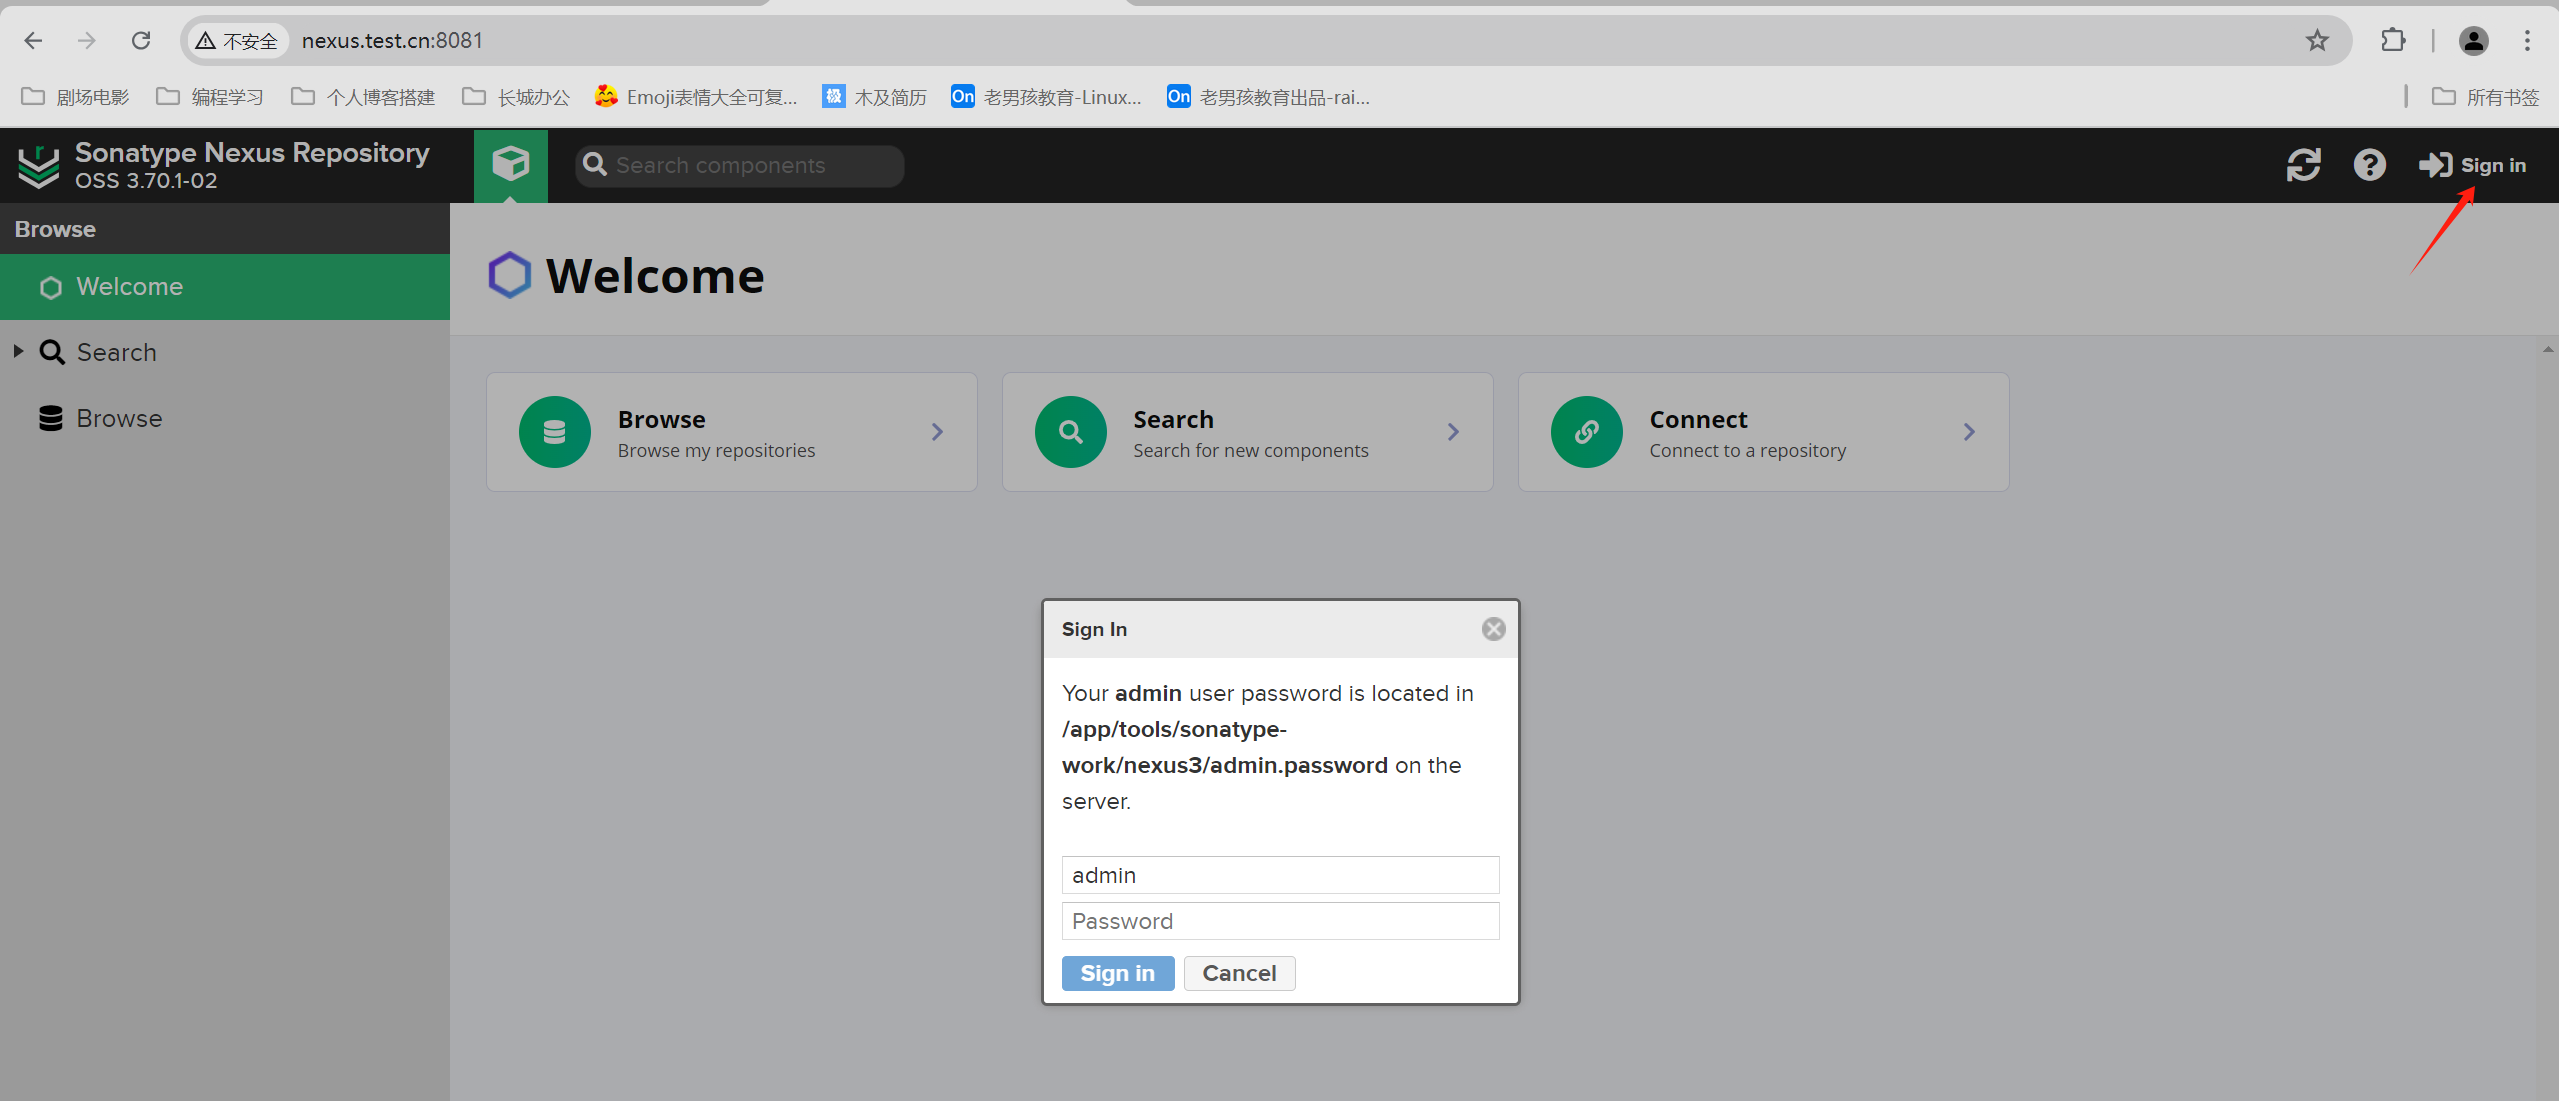 不安全
nexus.test.cn:8081
剧场电影
编程学习
个人博客搭建
长城办公
Emoji表情大全可复...
极
木及简历
On
老男孩教育-Linux...
On
老男孩教育出品-rai...
所有书签
r
Sonatype Nexus Repository
OSS 3.70.1-02
Search components
Sign in
Browse
Welcome
Search
Browse
Welcome
Browse
Browse my repositories
Search
Search for new components
Connect
Connect to a repository
Sign In
Your admin user password is located in
/app/tools/sonatype-
work/nexus3/admin.password on the
server.
admin
Password
Sign in
Cancel